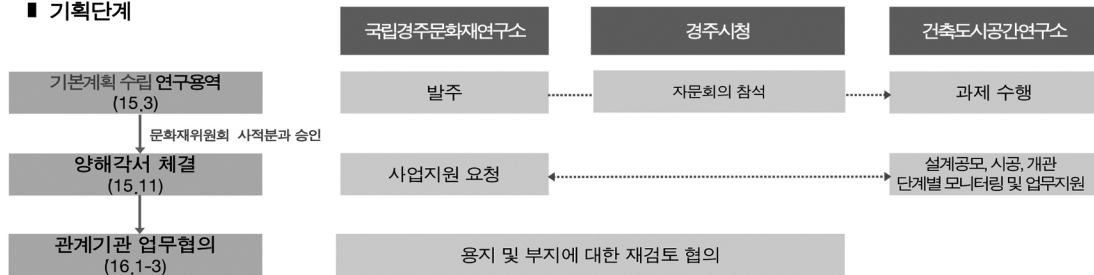 ▮ 기획단계
국립경주문화재연구소 경주시청 건축도시공간연구소
기본계획 수립 연구용역
(15.3)
발주 자문회의 참석 과제 수행
문화재위원회 사적분과 승인
양해각서 체결
(15.11)
사업지원 요청
설계공모, 시공, 개관
단계별 모니터링 및 업무지원
관계기관 업무협의
(16.1-3)
용지 및 부지에 대한 재검토 협의